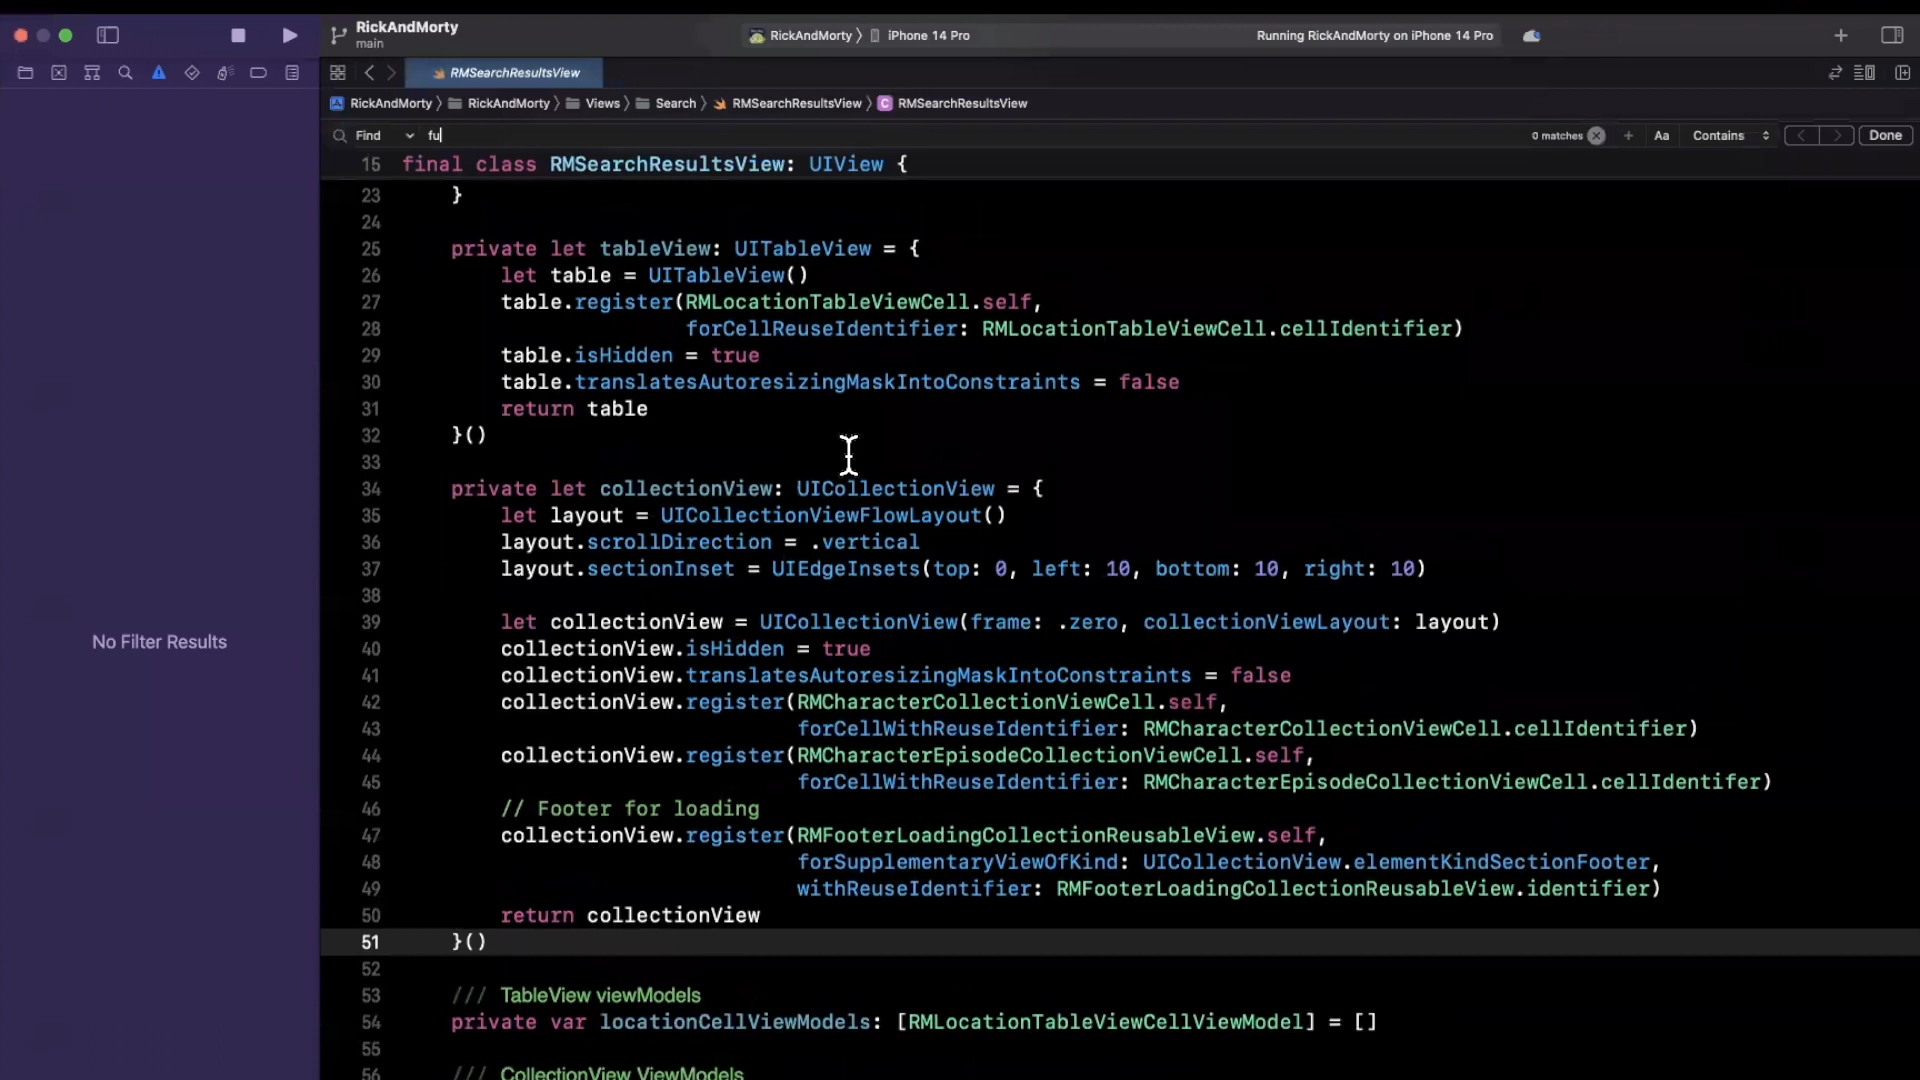 RickAndMorty
main
RickAndMorty 〉 iPhone 14 Pro
Running RickAndMorty on iPhone 14 Pro
RMSearchResultsView
RickAndMorty 〉 RickAndMorty 〉 Views 〉 Search 〉 RMSearchResultsView 〉 C RMSearchResultsView
Find fu 0 matches Aa Contains Done
15 final class RMSearchResultsView: UIView {
23 }
24
25 private let tableView: UITableView = {
26 let table = UITableView()
27 table.register(RMLocationTableViewCell.self,
28 forCellReuseIdentifier: RMLocationTableViewCell.cellIdentifier)
29 table.isHidden = true
30 table.translatesAutoresizingMaskIntoConstraints = false
31 return table
32 }()
33
34 private let collectionView: UICollectionView = {
35 let layout = UICollectionViewFlowLayout()
36 layout.scrollDirection = .vertical
37 layout.sectionInset = UIEdgeInsets(top: 0, left: 10, bottom: 10, right: 10)
38
39 let collectionView = UICollectionView(frame: .zero, collectionViewLayout: layout)
40 collectionView.isHidden = true
41 collectionView.translatesAutoresizingMaskIntoConstraints = false
42 collectionView.register(RMCharacterCollectionViewCell.self,
43 forCellWithReuseIdentifier: RMCharacterCollectionViewCell.cellIdentifier)
44 collectionView.register(RMCharacterEpisodeCollectionViewCell.self,
45 forCellWithReuseIdentifier: RMCharacterEpisodeCollectionViewCell.cellIdentifer)
46 // Footer for loading
47 collectionView.register(RMFooterLoadingCollectionReusableView.self,
48 forSupplementaryViewOfKind: UICollectionView.elementKindSectionFooter,
49 withReuseIdentifier: RMFooterLoadingCollectionReusableView.identifier)
50 return collectionView
51 }()
52
53 /// TableView viewModels
54 private var locationCellViewModels: [RMLocationTableViewCellViewModel] = []
55
56 /// CollectionView ViewModels
No Filter Results